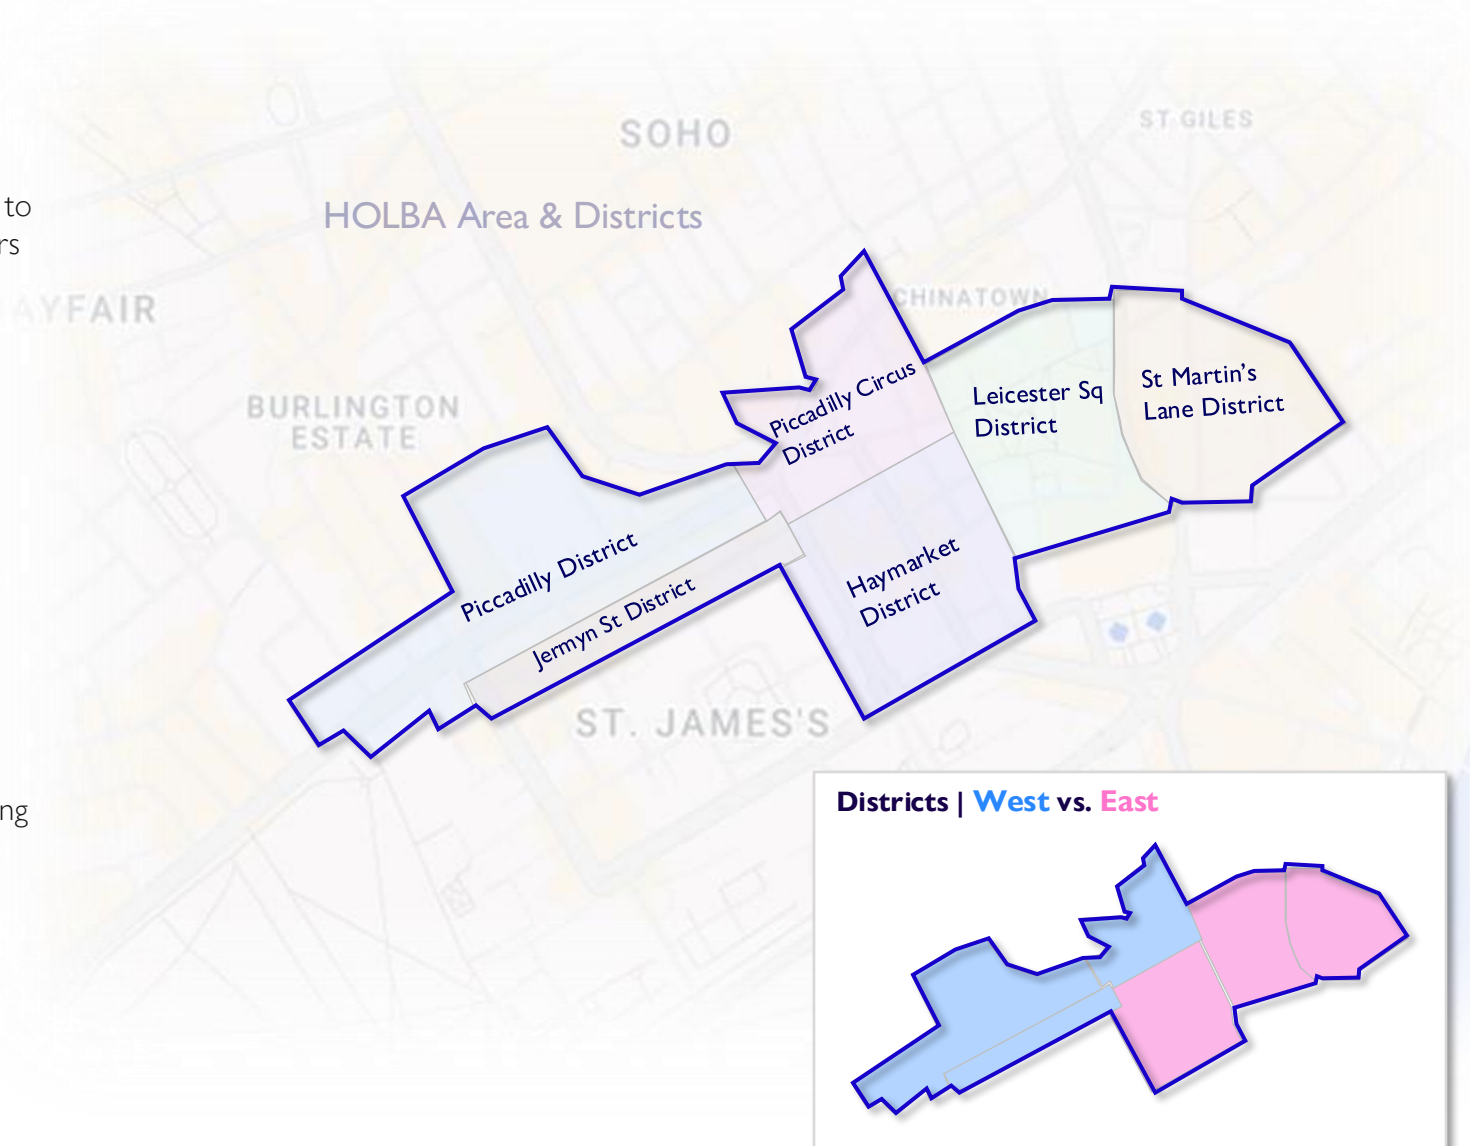 to
rs
HOLBA Area & Districts
SOHO
ST GILES
AYFAIR
CHINATOWN
BURLINGTON
ESTATE
Piccadilly Circus
District
Leicester Sq
District
St Martin's
Lane District
Piccadilly District
Jermyn St District
Haymarket
District
ST. JAMES'S
ng
Districts | West vs. East